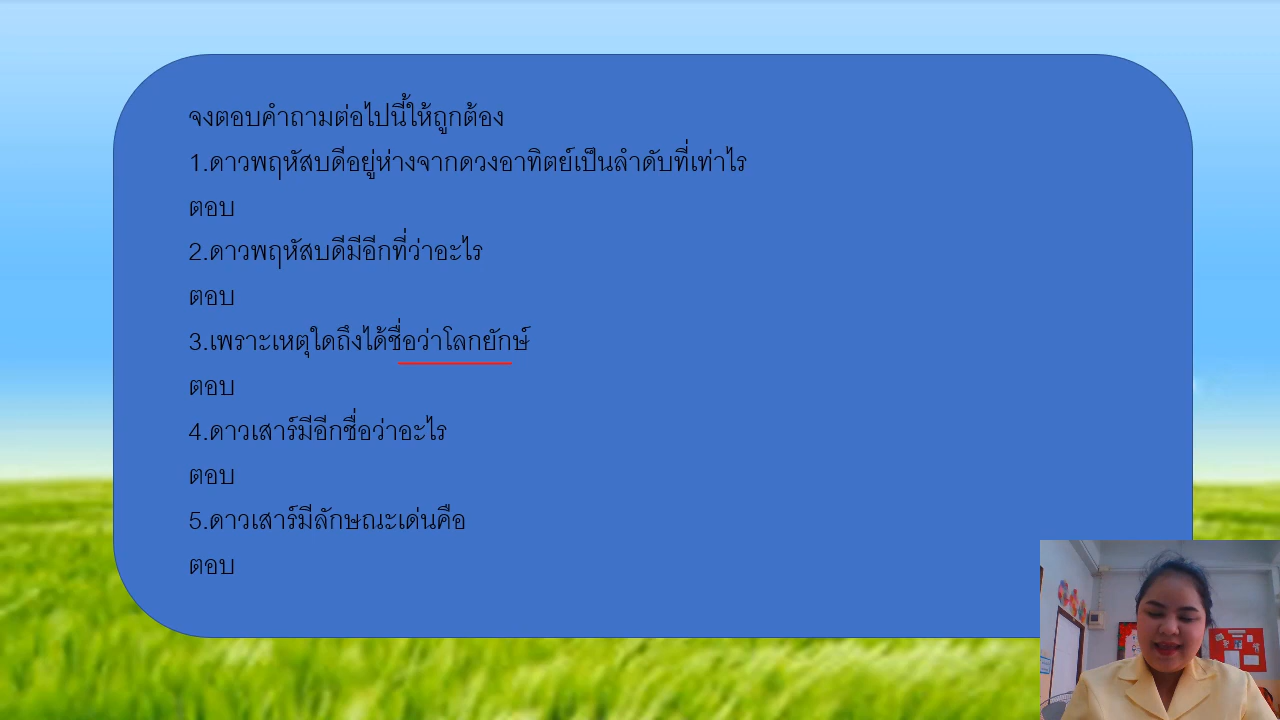 จงตอบคำถามต่อไปนี้ให้ถูกต้อง
1.ดาวพฤหัสบดีอยู่ห่างจากดวงอาทิตย์เป็นลำดับที่เท่าไร
ตอบ
2.ดาวพฤหัสบดีมีอีกที่ว่าอะไร
ตอบ
3.เพราะเหตุใดถึงได้ชื่อว่าโลกยักษ์
ตอบ
4.ดาวเสาร์มีอีกชื่อว่าอะไร
ตอบ
5.ดาวเสาร์มีลักษณะเด่นคือ
ตอบ